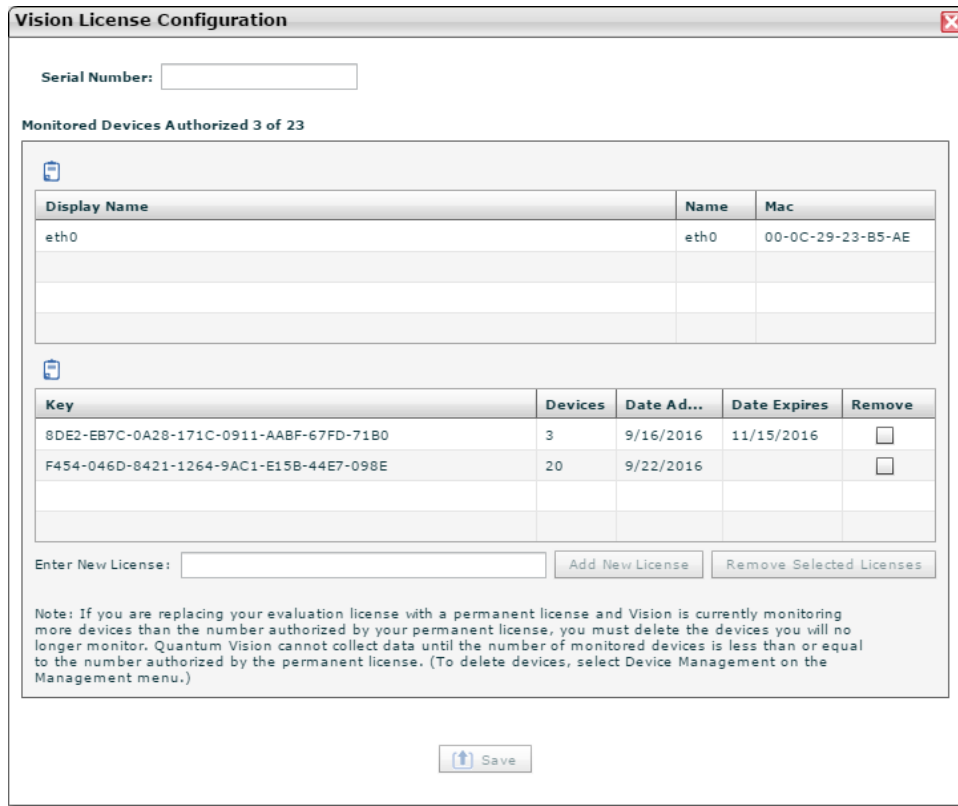 Vision License Configuration
Serial Number:
Monitored Devices Authorized 3 of 23
Display Name Name Mac
eth0 eth0 00-0C-29-23-B5-AE
Key Devices Date Ad... Date Expires Remove
8DE2-EB7C-0A28-171C-0911-AABF-67FD-71B0 3 9/16/2016 11/15/2016
F454-046D-8421-1264-9AC1-E15B-44E7-098E 20 9/22/2016
Enter New License: Add New License Remove Selected Licenses
Note: If you are replacing your evaluation license with a permanent license and Vision is currently monitoring
more devices than the number authorized by your permanent license, you must delete the devices you will no
longer monitor. Quantum Vision cannot collect data until the number of monitored devices is less than or equal
to the number authorized by the permanent license. (To delete devices, select Device Management on the
Management menu.)
Save